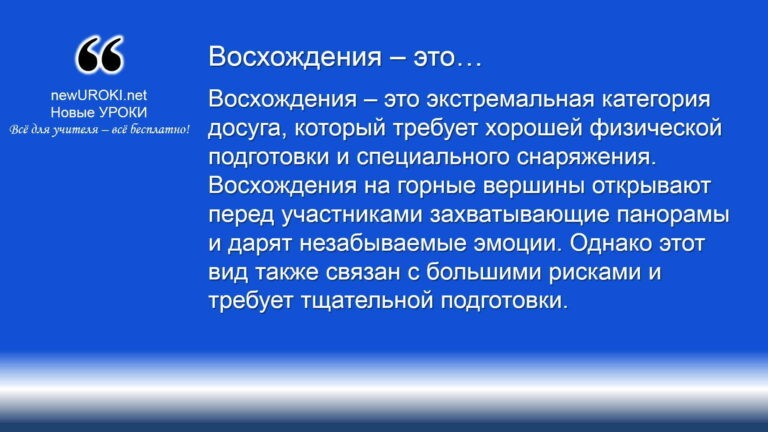 newUROKI.net
Новые УРОКИ
Всё для учителя – всё бесплатно!
Восхождения – это…
Восхождения – это экстремальная категория
досуга, который требует хорошей физической
подготовки и специального снаряжения.
Восхождения на горные вершины открывают
перед участниками захватывающие панорамы
и дарят незабываемые эмоции. Однако этот
вид также связан с большими рисками и
требует тщательной подготовки.